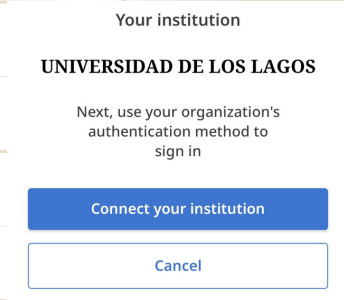 Your institution
UNIVERSIDAD DE LOS LAGOS
Next, use your organization's
authentication method to
sign in
Connect your institution
Cancel